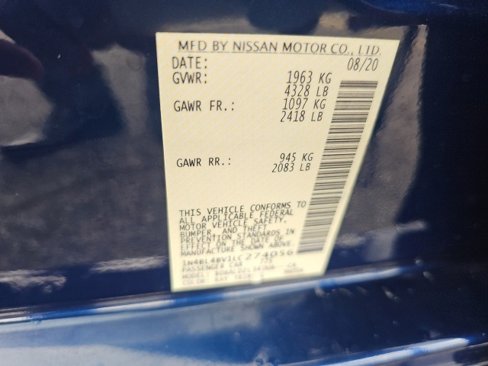 MFD BY NISSAN MOTOR CO., LTD.
DATE: 08/20
GVWR: 1963 KG
4328 LB
GAWR FR.: 1097 KG
2418 LB
GAWR RR.: 945 KG
2083 LB
THIS VEHICLE CONFORMS TO
ALL APPLICABLE FEDERAL
MOTOR VEHICLE SAFETY,
BUMPER, AND THEFT
PREVENTION STANDARDS IN
EFFECT ON THE DATE OF
MANUFACTURE SHOWN ABOVE.
PASSENGER CAR
MODEL:
COLOR: